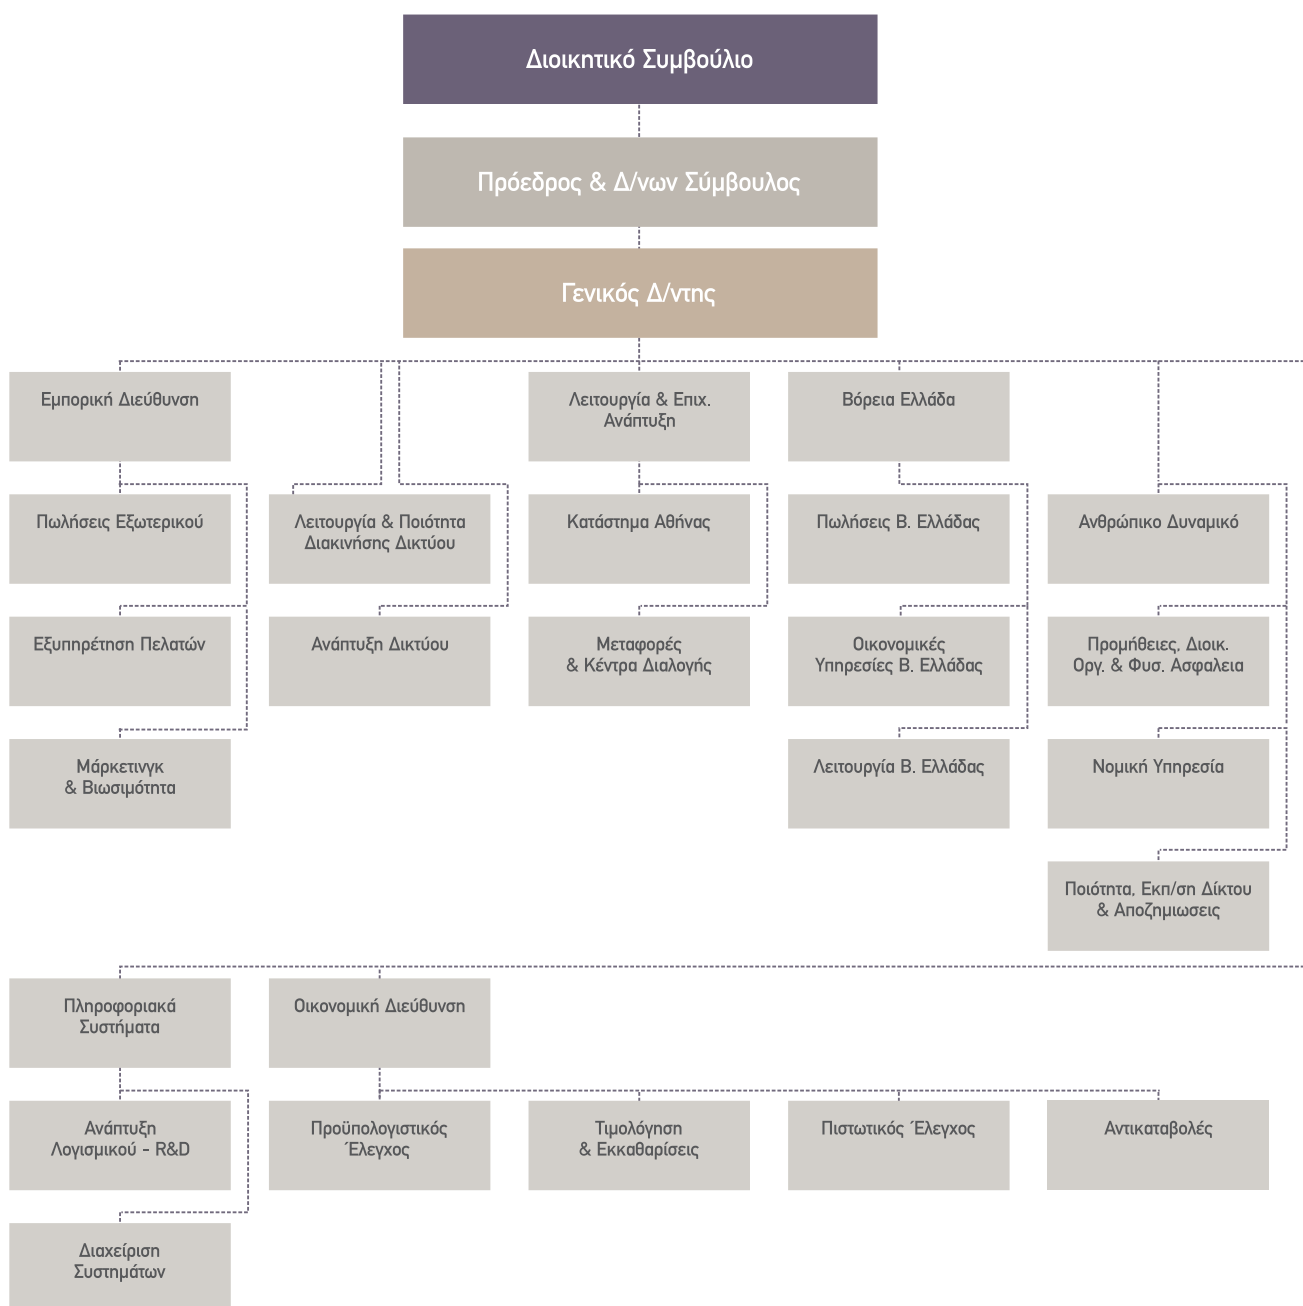 Διοικητικό Συμβούλιο
Πρόεδρος & Δ/νων Σύμβουλος
Γενικός Δ/ντης
Εμπορική Διεύθυνση
Λειτουργία & Επιχ.
Ανάπτυξη
Βόρεια Ελλάδα
Πωλήσεις Εξωτερικού
Λειτουργία & Ποιότητα
Διακινήσης Δικτύου
Κατάστημα Αθήνας
Πωλήσεις Β. Ελλάδας
Ανθρώπικο Δυναμικό
Εξυπηρέτηση Πελατών
Ανάπτυξη Δικτύου
Μεταφορές
& Κέντρα Διαλογής
Οικονομικές
Υπηρεσίες Β. Ελλάδας
Προμήθειες, Διοικ.
Οργ. & Φυσ. Ασφαλεια
Μάρκετινγκ
& Βιωσιμότητα
Λειτουργία Β. Ελλάδας
Νομική Υπηρεσία
Ποιότητα, Εκπ/ση Δίκτου
& Αποζημιωσεις
Πληροφοριακά
Συστήματα
Οικονομική Διεύθυνση
Ανάπτυξη
Λογισμικού - R&D
Προϋπολογιστικός
Έλεγχος
Τιμολόγηση
& Εκκαθαρίσεις
Πιστωτικός Έλεγχος
Αντικαταβολές
Διαχείριση
Συστημάτων